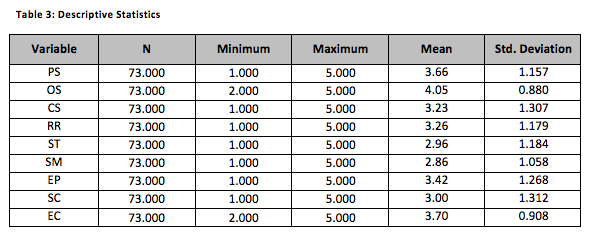 Table 3: Descriptive Statistics
Variable N Minimum Maximum Mean Std. Deviation
PS 73.000 1.000 5.000 3.66 1.157
OS 73.000 2.000 5.000 4.05 0.880
CS 73.000 1.000 5.000 3.23 1.307
RR 73.000 1.000 5.000 3.26 1.179
ST 73.000 1.000 5.000 2.96 1.184
SM 73.000 1.000 5.000 2.86 1.058
EP 73.000 1.000 5.000 3.42 1.268
SC 73.000 1.000 5.000 3.00 1.312
EC 73.000 2.000 5.000 3.70 0.908